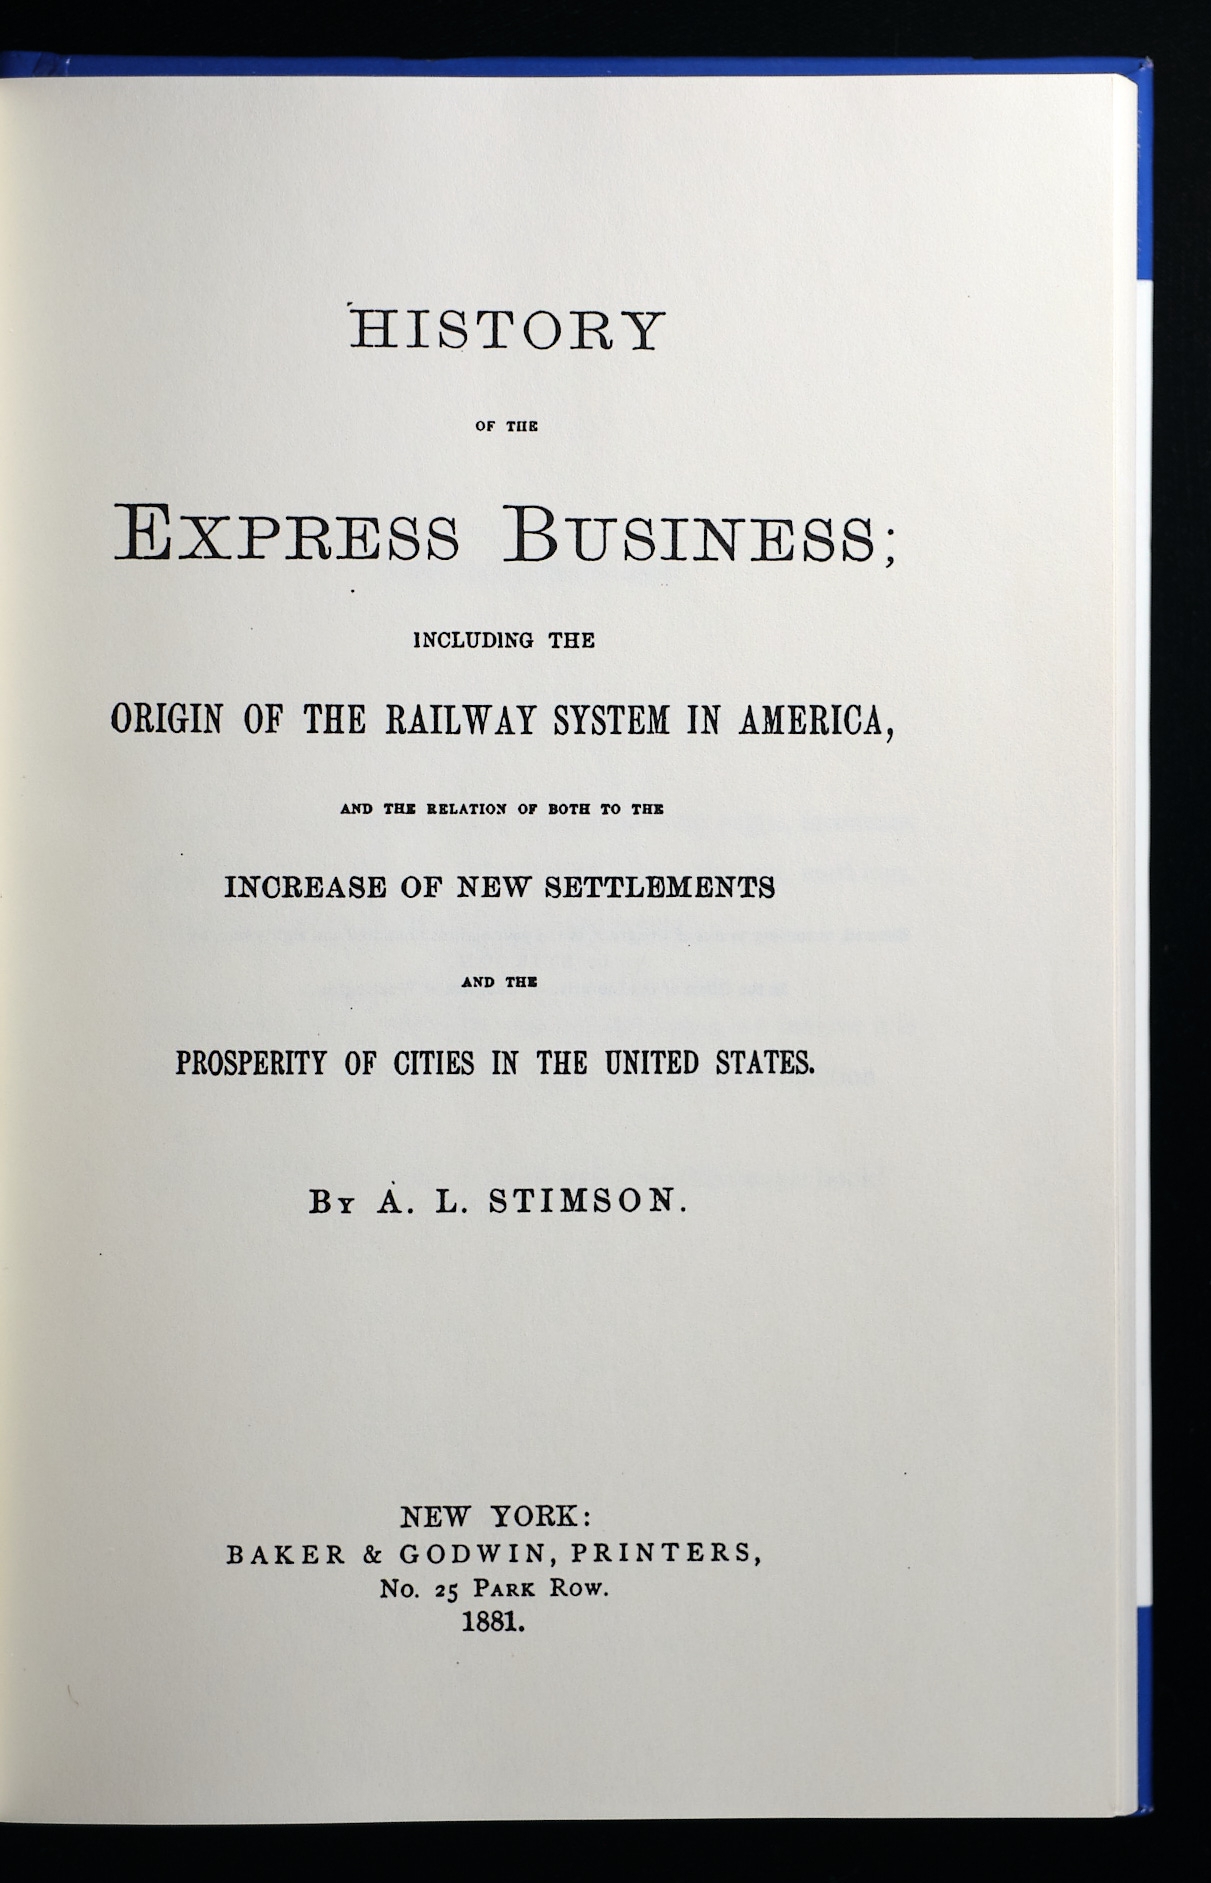 HISTORY
OF THE
EXPRESS BUSINESS;
INCLUDING THE
ORIGIN OF THE RAILWAY SYSTEM IN AMERICA,
AND THE RELATION OF BOTH TO THE
INCREASE OF NEW SETTLEMENTS
AND THE
PROSPERITY OF CITIES IN THE UNITED STATES.
BY A. L. STIMSON.
NEW YORK:
BAKER & GODWIN, PRINTERS,
No. 25 PARK ROW.
1881.